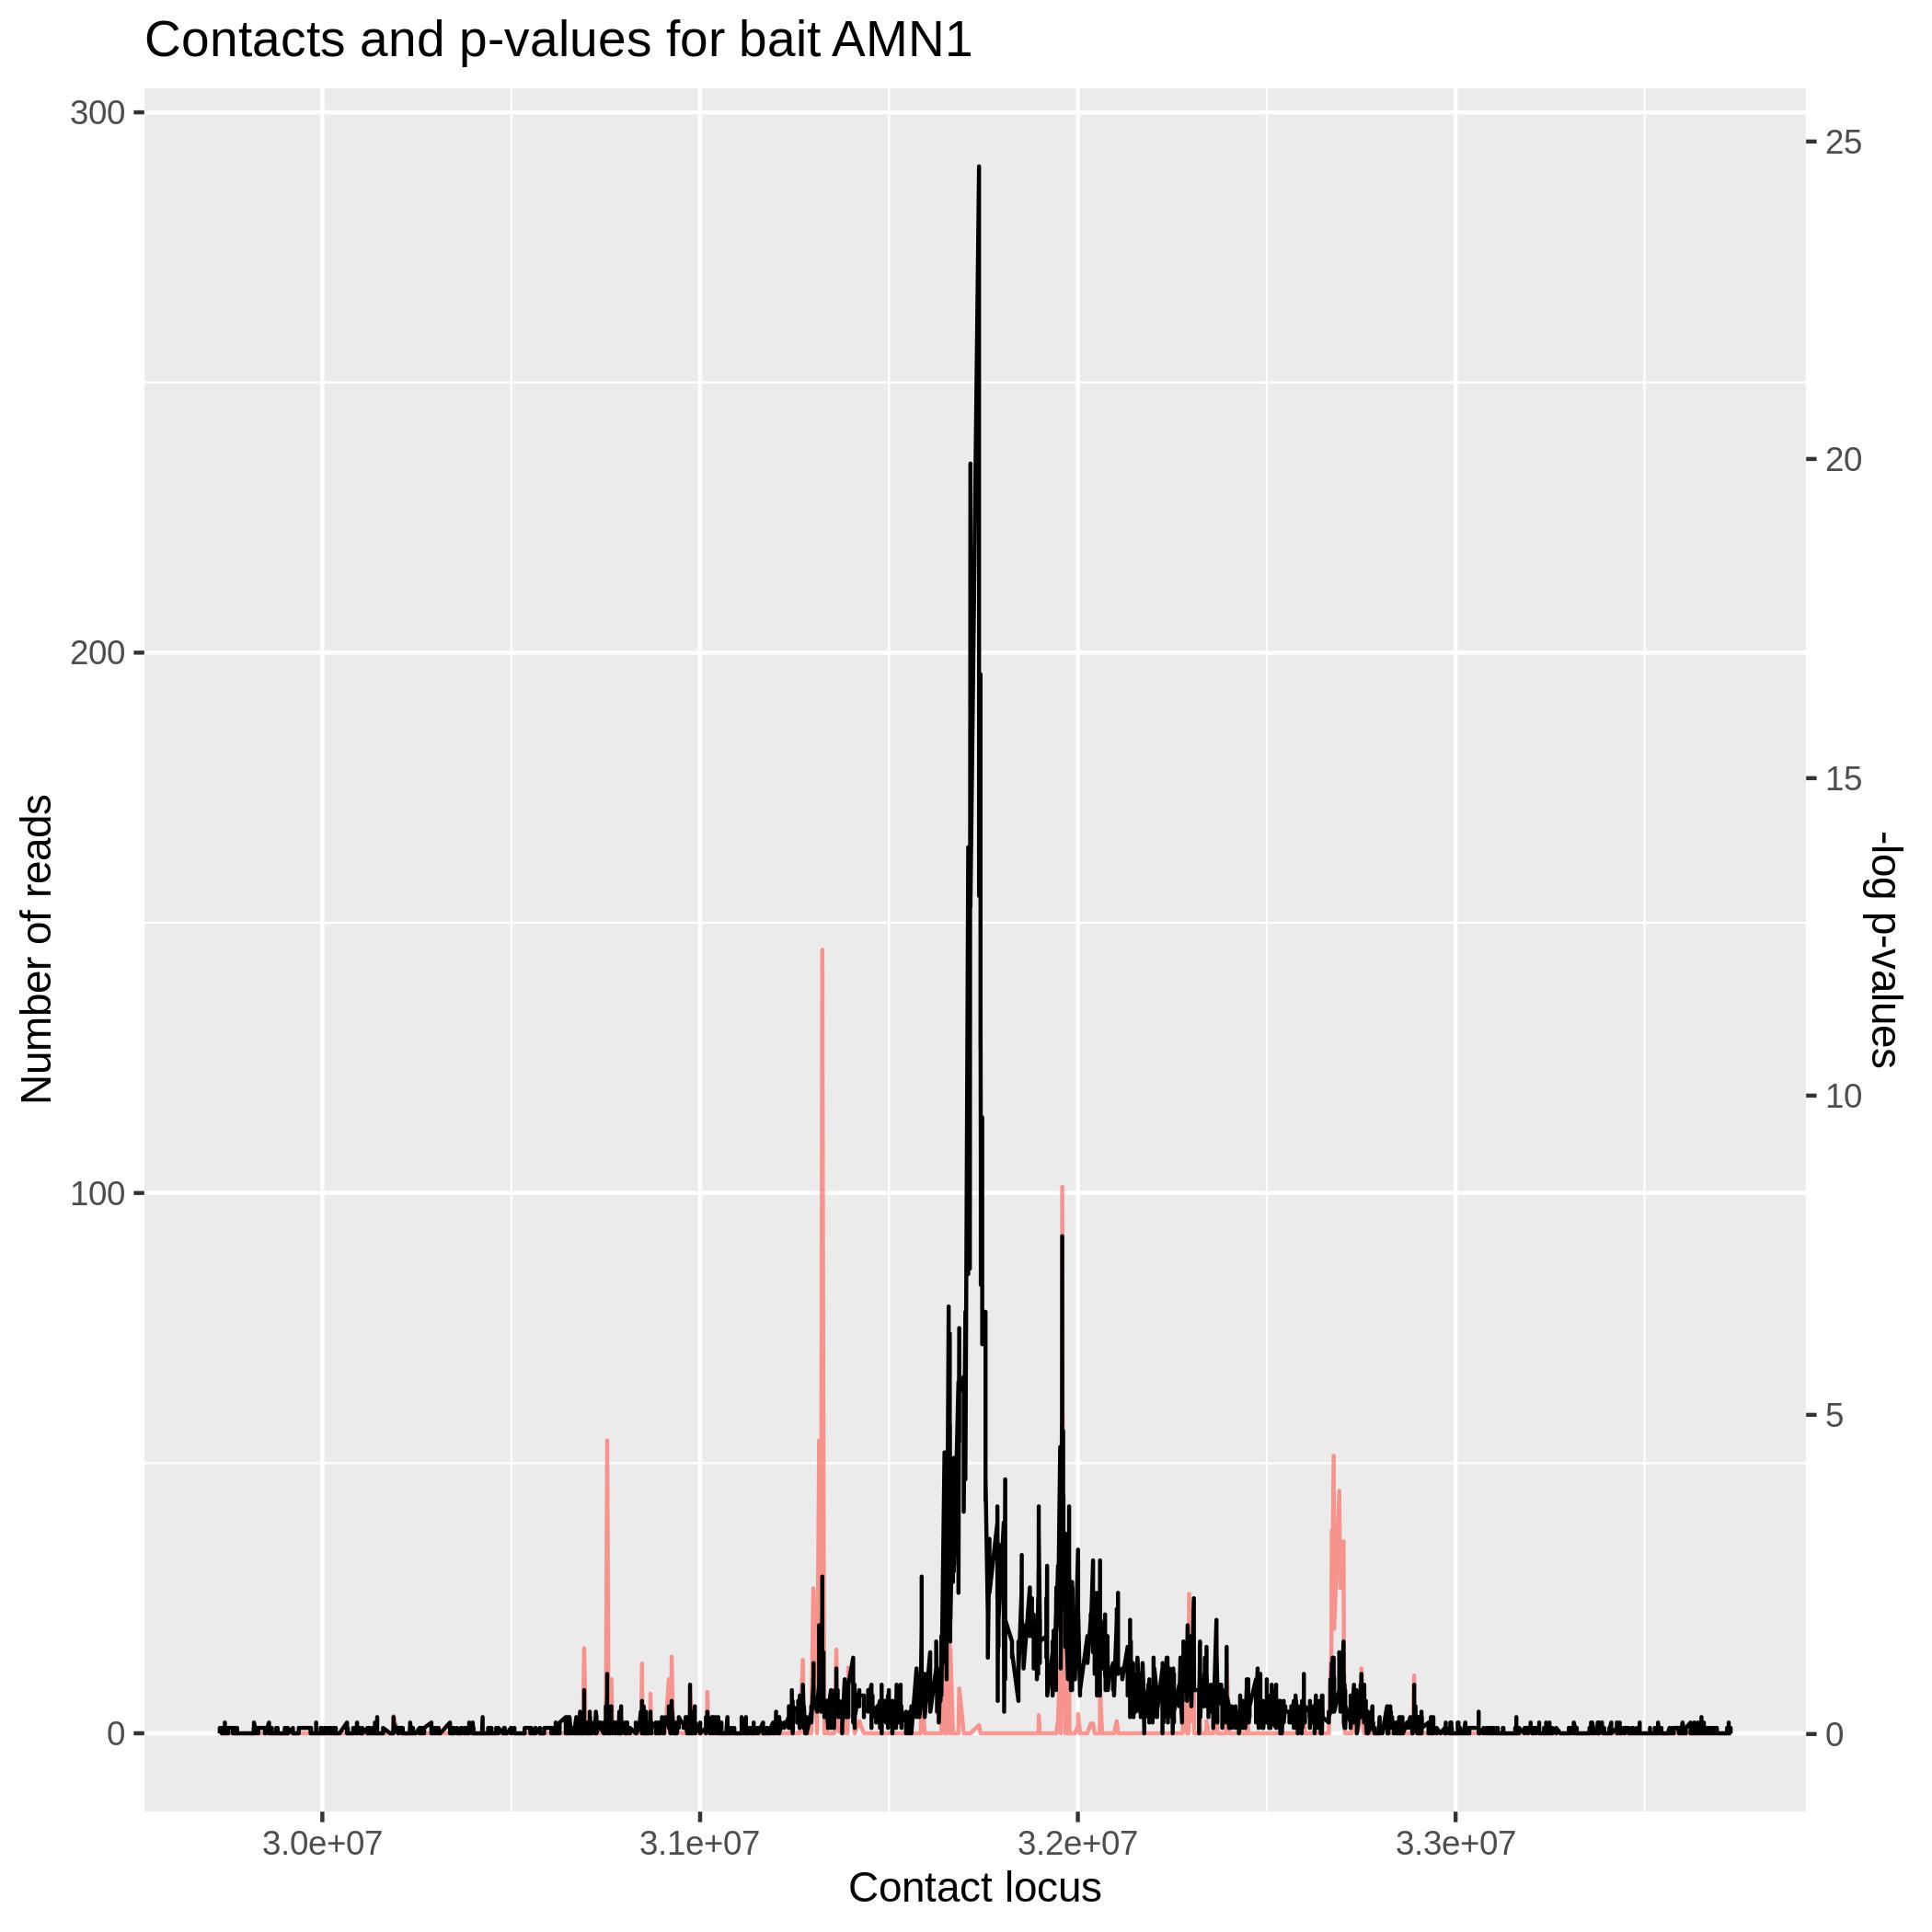 Contacts and p-values for bait AMN1
Number of reads
300
200
100
0
25
20
15
10
5
0
-log p-values
3.0e+07
3.1e+07
3.2e+07
3.3e+07
Contact locus